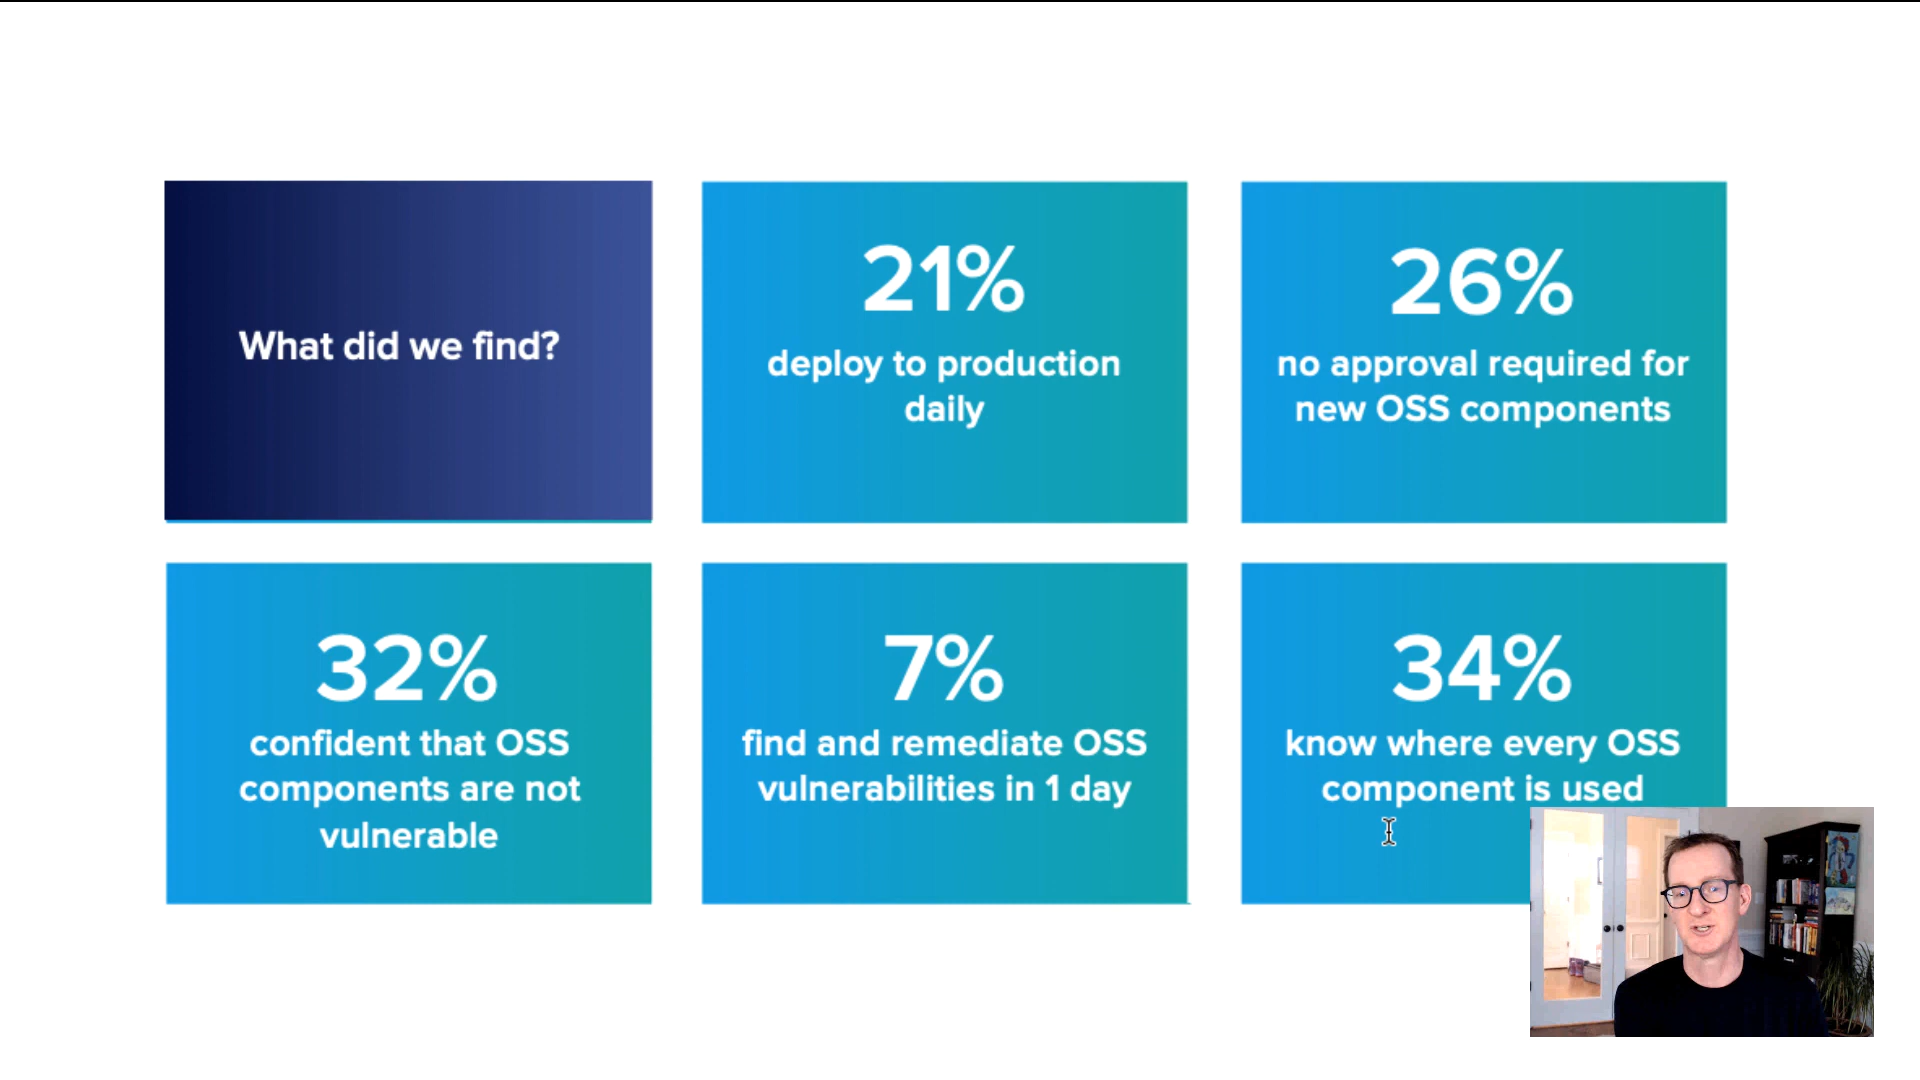 What did we find?
21%
deploy to production
daily
26%
no approval required for
new OSS components
32%
confident that OSS
components are not
vulnerable
7%
find and remediate OSS
vulnerabilities in 1 day
34%
know where every OSS
component is used